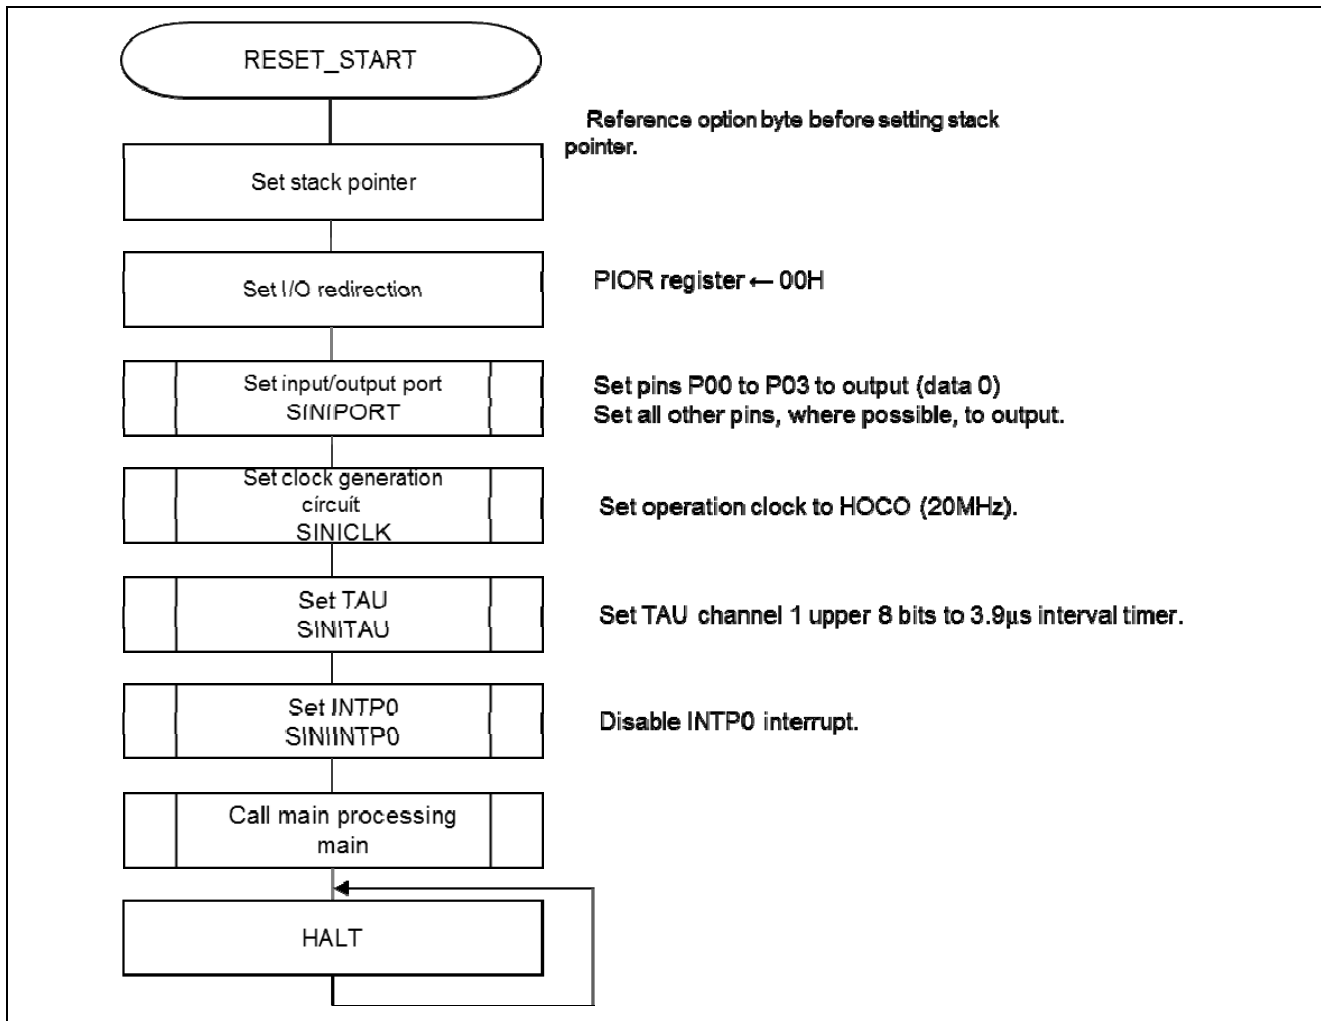 RESET_START
Reference option byte before setting stack
pointer.
Set stack pointer
Set I/O redirection
PIOR register ← 00H
Set input/output port
SINIPORT
Set pins P00 to P03 to output (data 0)
Set all other pins, where possible, to output.
Set clock generation
circuit
SINICLK
Set operation clock to HOCO (20MHz).
Set TAU
SINITAU
Set TAU channel 1 upper 8 bits to 3.9µs interval timer.
Set INTP0
SINIINTP0
Disable INTP0 interrupt.
Call main processing
main
HALT